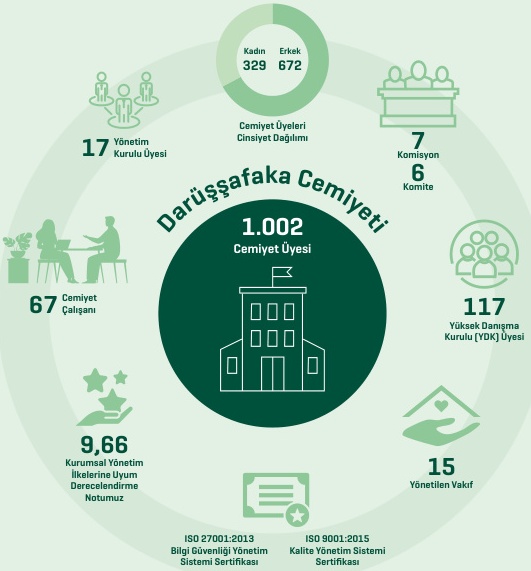 Kadın Erkek
329 672
Cemiyet Üyeleri
Cinsiyet Dağılımı
17 Yönetim
Kurulu Üyesi
7
Komisyon
6
Komite
Darüşşafaka Cemiyeti
1.002
Cemiyet Üyesi
67 Cemiyet
Çalışanı
117
Yüksek Danışma
Kurulu (YDK) Üyesi
9,66
Kurumsal Yönetim
İlkelerine Uyum
Derecelendirme
Notumuz
15
Yönetilen Vakıf
ISO 27001:2013
Bilgi Güvenliği Yönetim
Sistemi Sertifikası
ISO 9001:2015
Kalite Yönetim Sistemi
Sertifikası